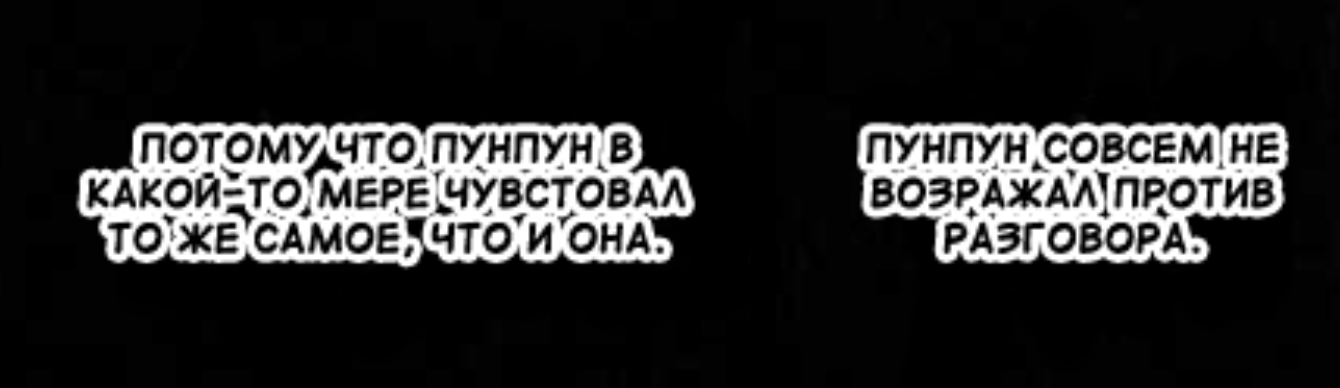 ПУНПУН СОВСЕМ НЕ
ВОЗРАЖАЛ ПРОТИВ
РАЗГОВОРА.
ПОТОМУ ЧТО ПУНПУН В
КАКОЙ-ТО МЕРЕ ЧУВСТОВАЛ
ТО ЖЕ САМОЕ, ЧТО И ОНА.